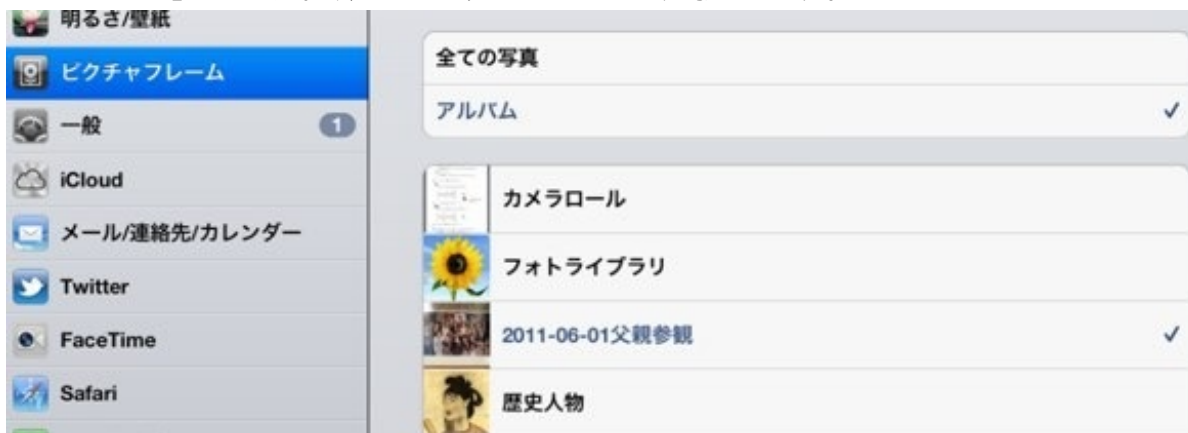 明るさ/壁紙
ピクチャフレーム
一般 1
iCloud
メール/連絡先/カレンダー
Twitter
FaceTime
Safari
全ての写真
アルバム
カメラロール
フォトライブラリ
2011-06-01父親参観
歴史人物